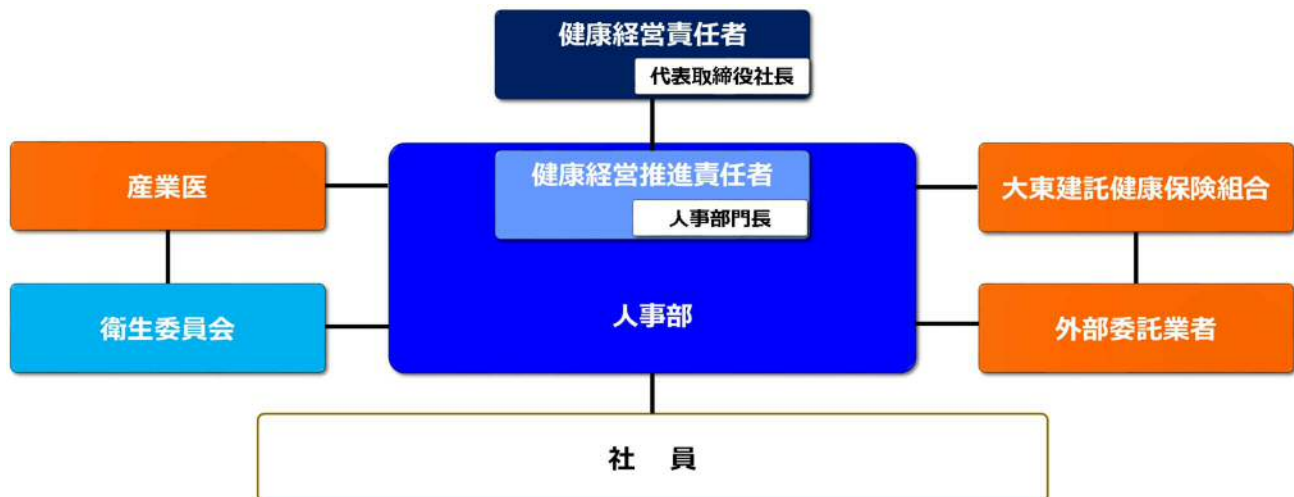 健康経営責任者
代表取締役社長
産業医
健康経営推進責任者
人事部門長
大東建託健康保険組合
衛生委員会
人事部
外部委託業者
社　員